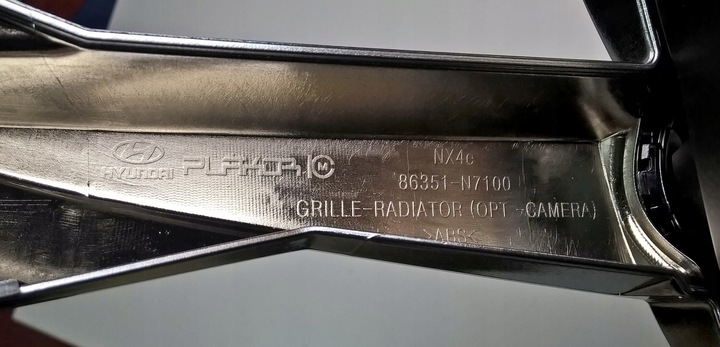 HYUNDAI PLAKOR M
NX4e
86351-N7100
GRILLE-RADIATOR (OPT-CAMERA)
>ABS<